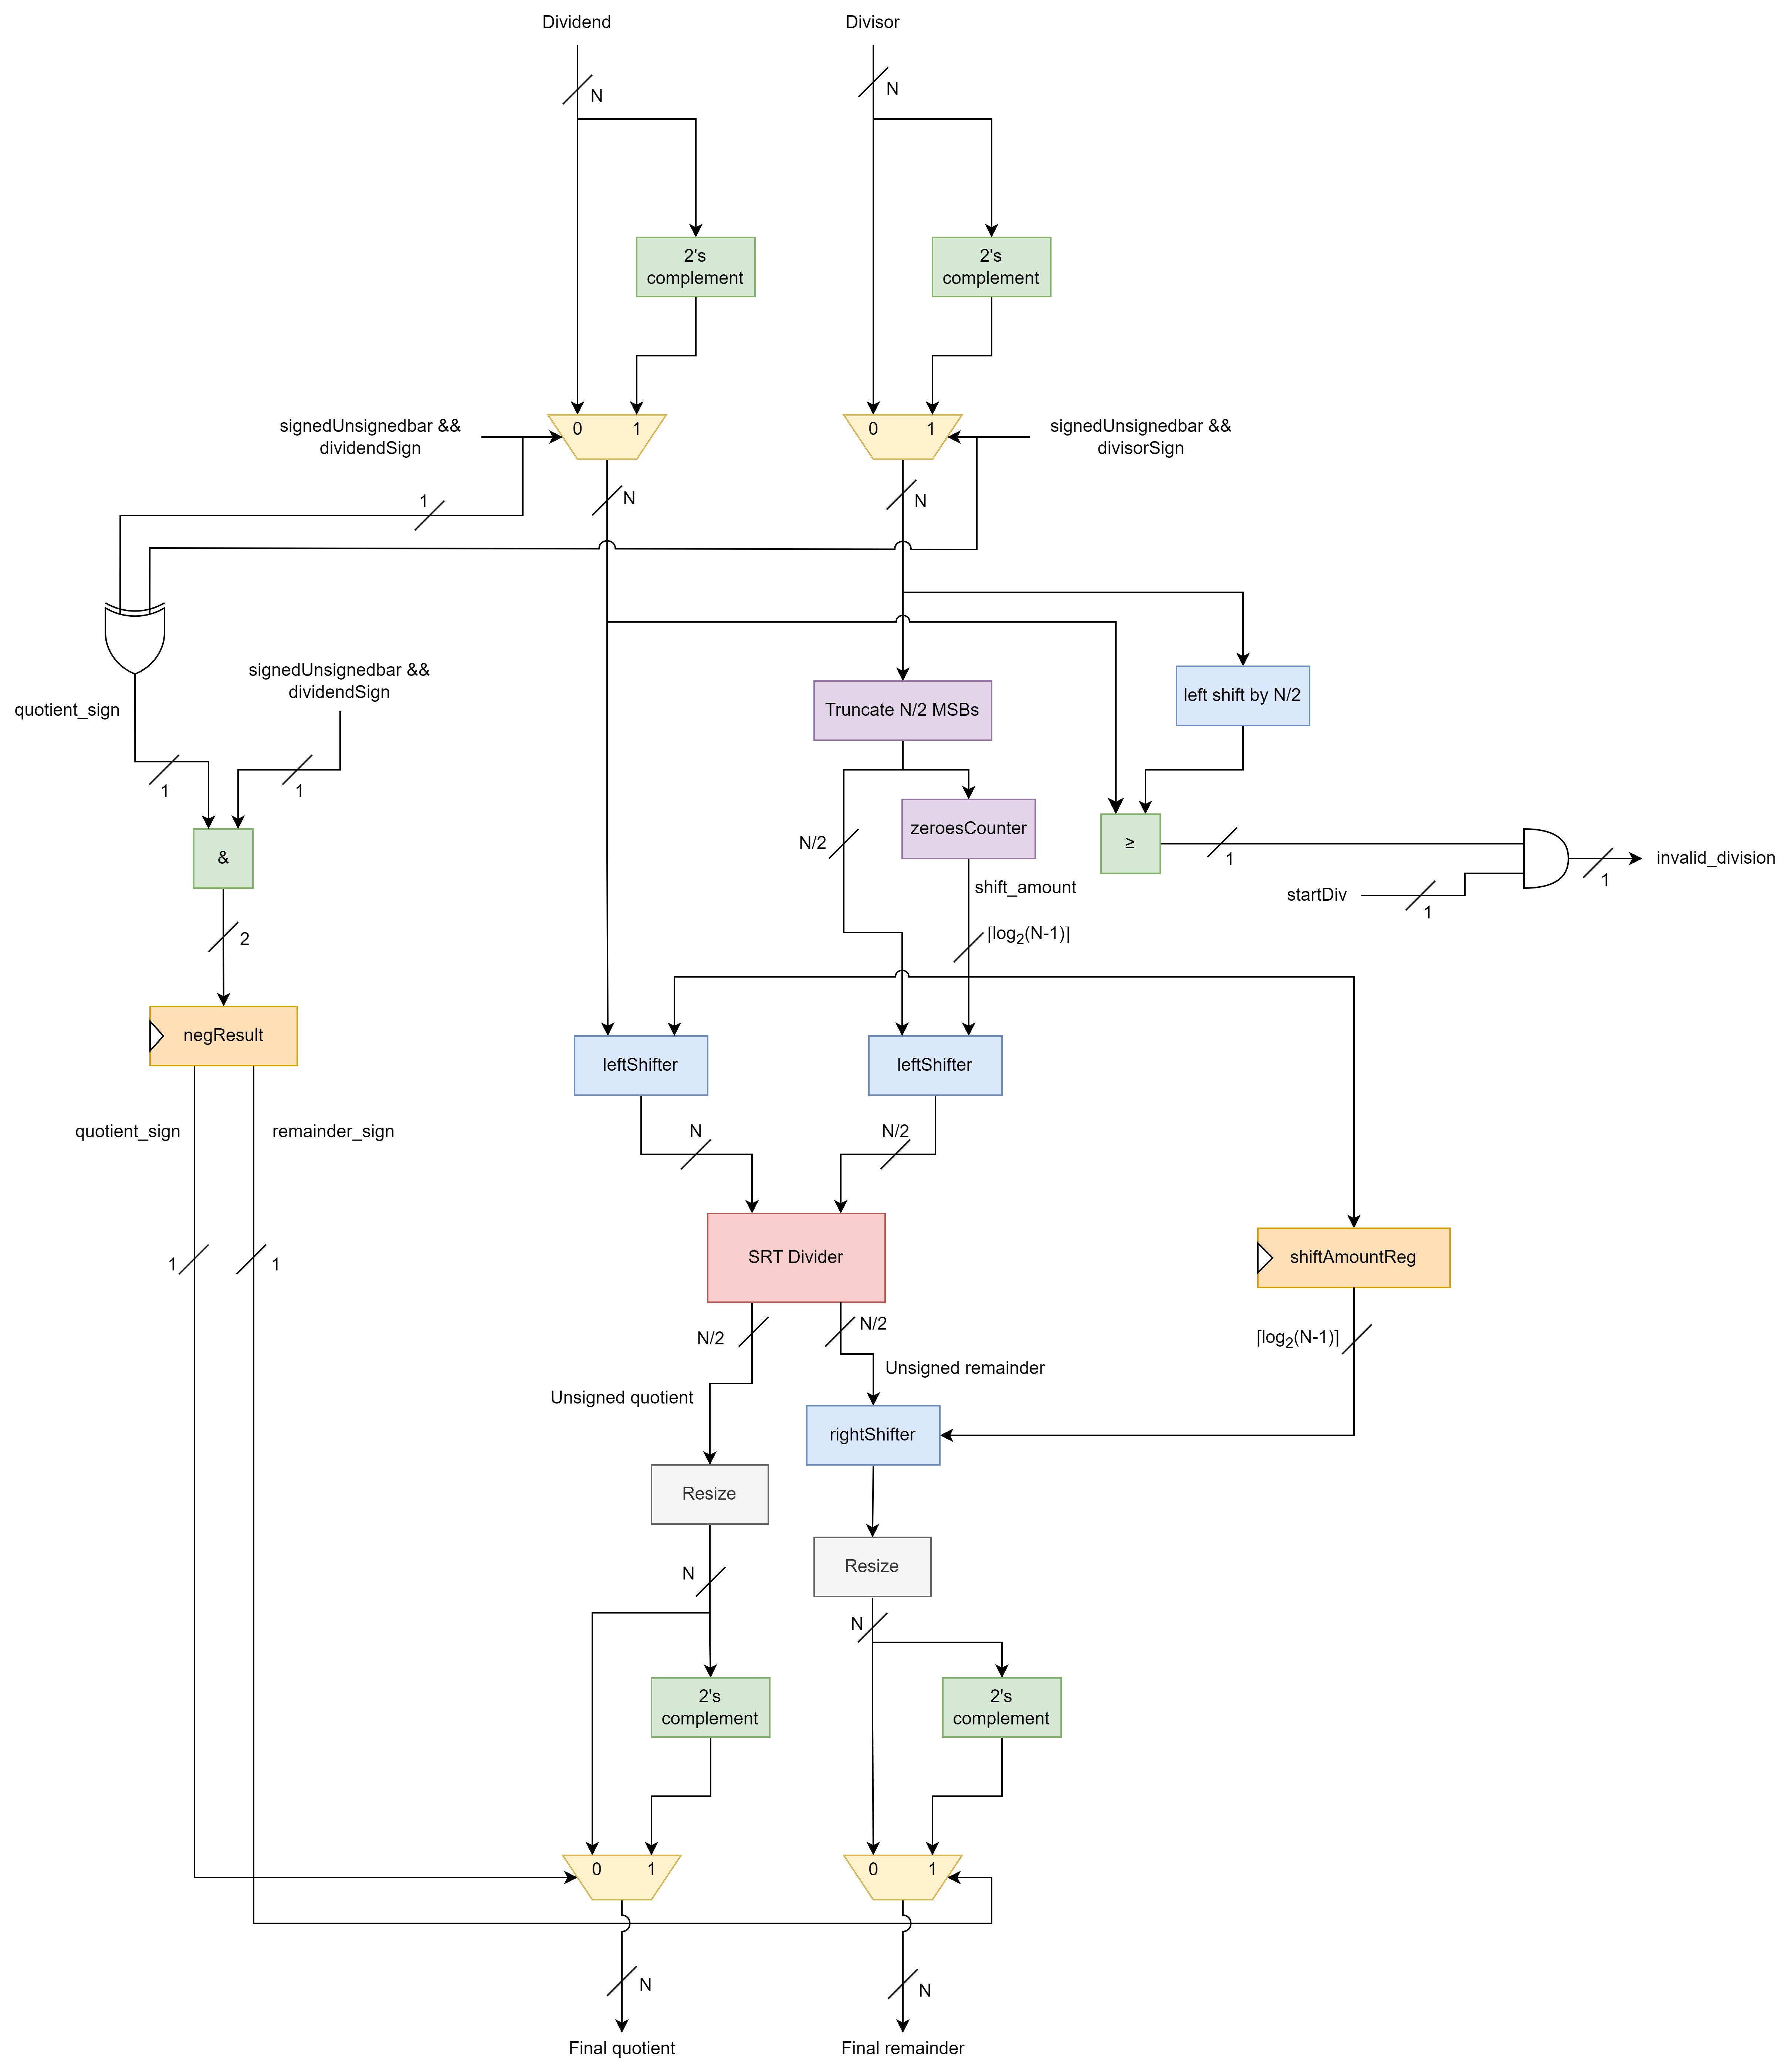 Dividend
Divisor
N
N
2's
complement
2's
complement
signedUnsignedbar &&
dividendSign
0
1
0
1
signedUnsignedbar &&
divisorSign
1
N
N
signedUnsignedbar &&
dividendSign
quotient_sign
Truncate N/2 MSBs
left shift by N/2
1
1
zeroesCounter
N/2
≥
&
1
invalid_division
1
shift_amount
startDiv
1
2
⌈log2(N-1)⌉
negResult
leftShifter
leftShifter
quotient_sign
remainder_sign
N
N/2
1
1
SRT Divider
shiftAmountReg
N/2
N/2
⌈log2(N-1)⌉
Unsigned remainder
Unsigned quotient
rightShifter
Resize
Resize
N
N
2's
complement
2's
complement
0
1
0
1
N
N
Final quotient
Final remainder